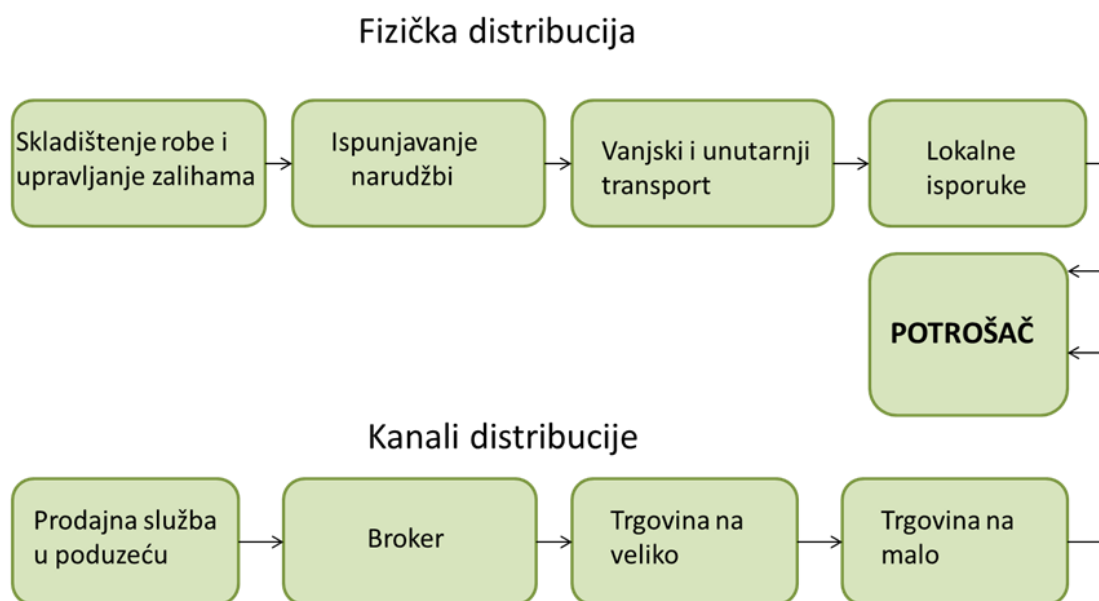 Fizička distribucija
Skladištenje robe i
upravljanje zalihama
Ispunjavanje
narudžbi
Vanjski i unutarnji
transport
Lokalne
isporuke
POTROŠAČ
Kanali distribucije
Prodajna služba
u poduzeću
Broker
Trgovina na
veliko
Trgovina na
malo